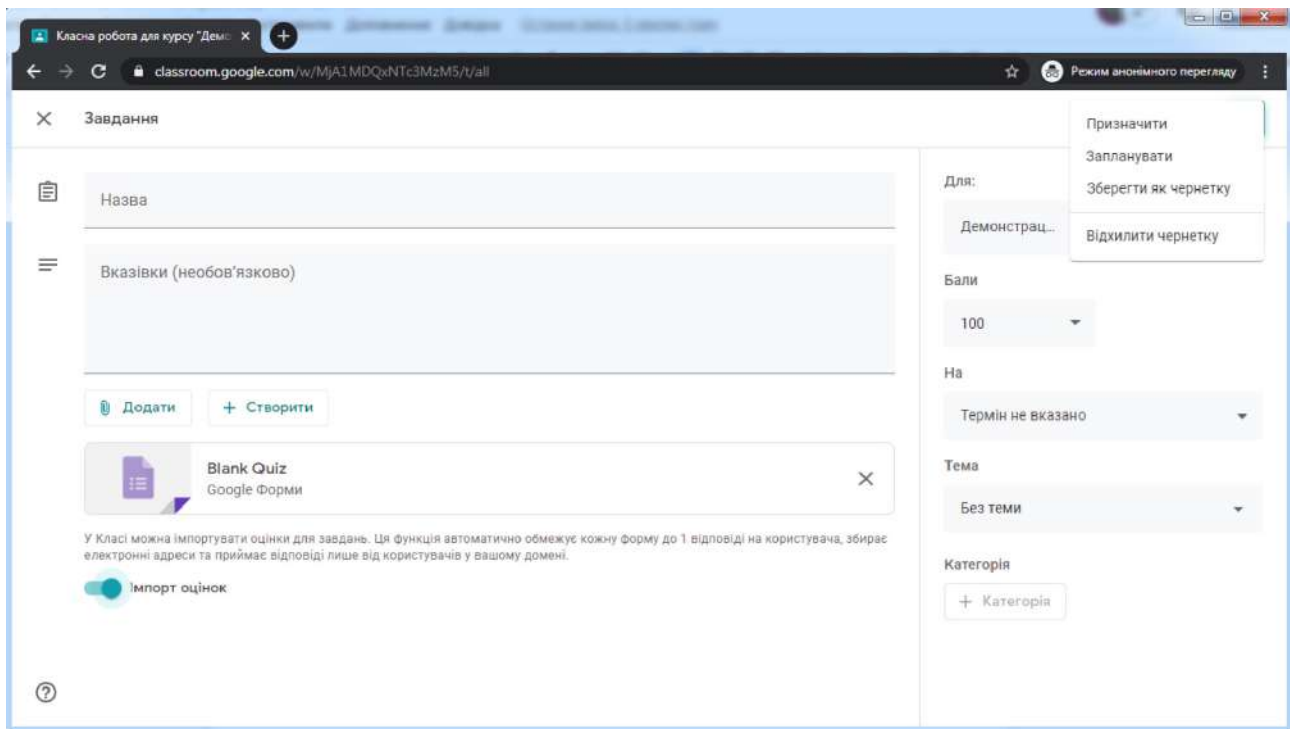 Класна робота для курсу "Демо
classroom.google.com/w/MjA1MDQxNTc3MzM5/t/all
Режим анонімного перегляду
Завдання
Призначити
Запланувати
Зберегти як чернетку
Відхилити чернетку
Назва
Вказівки (необов'язково)
Додати
Створити
Blank Quiz
Google Форми
У Класі можна імпортувати оцінки для завдань. Ця функція автоматично обмежує кожну форму до 1 відповіді на користувача, збирає
електронні адреси та приймає відповіді лише від користувачів у вашому домені.
Імпорт оцінок
Для:
Демонстрац...
Бали
100
На
Термін не вказано
Тема
Без теми
Категорія
+ Категорія